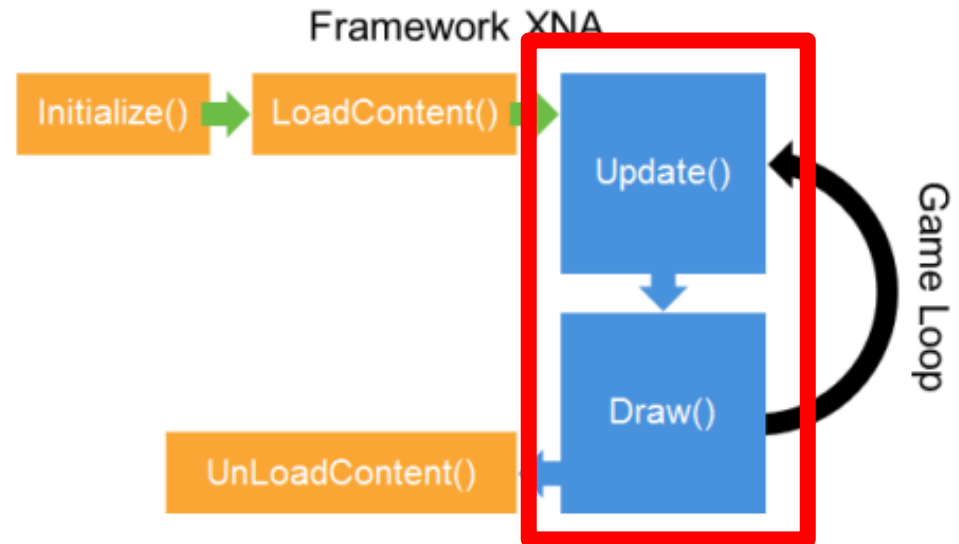 Framework XNA
Initialize()
LoadContent()
Update()
Game Loop
Draw()
UnLoadContent()